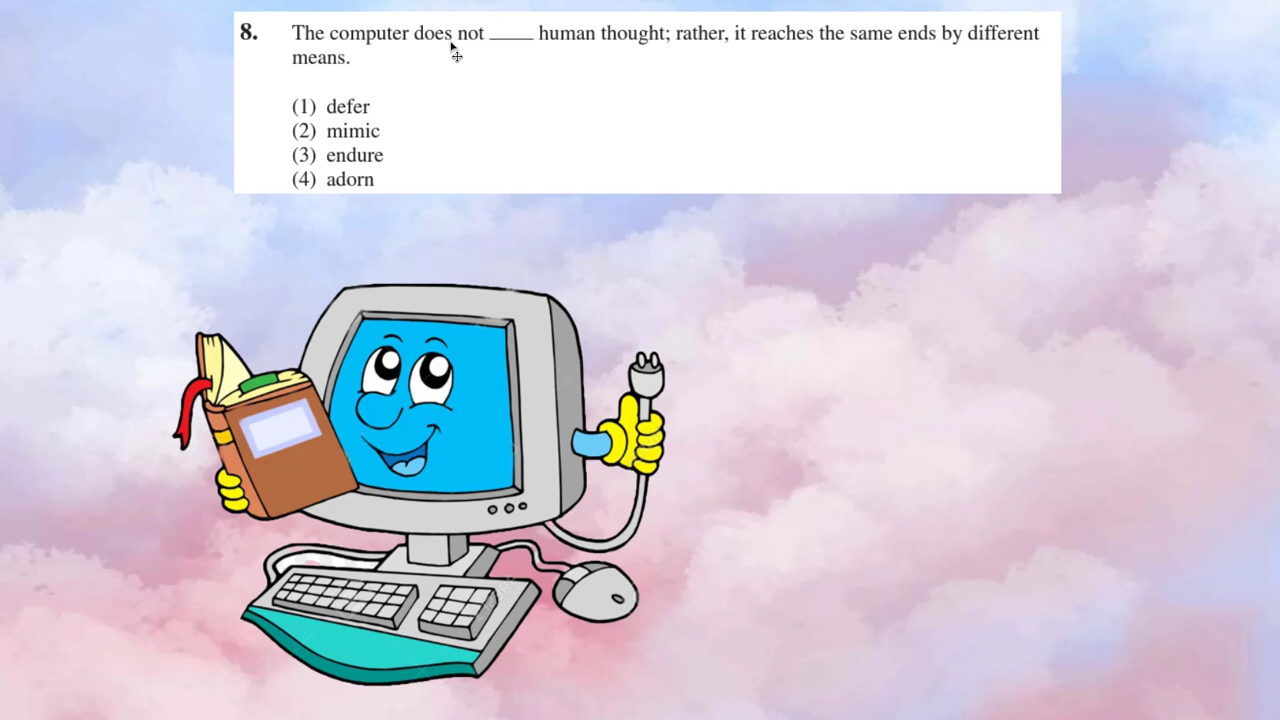 8. The computer does not ____ human thought; rather, it reaches the same ends by different
means.
(1) defer
(2) mimic
(3) endure
(4) adorn